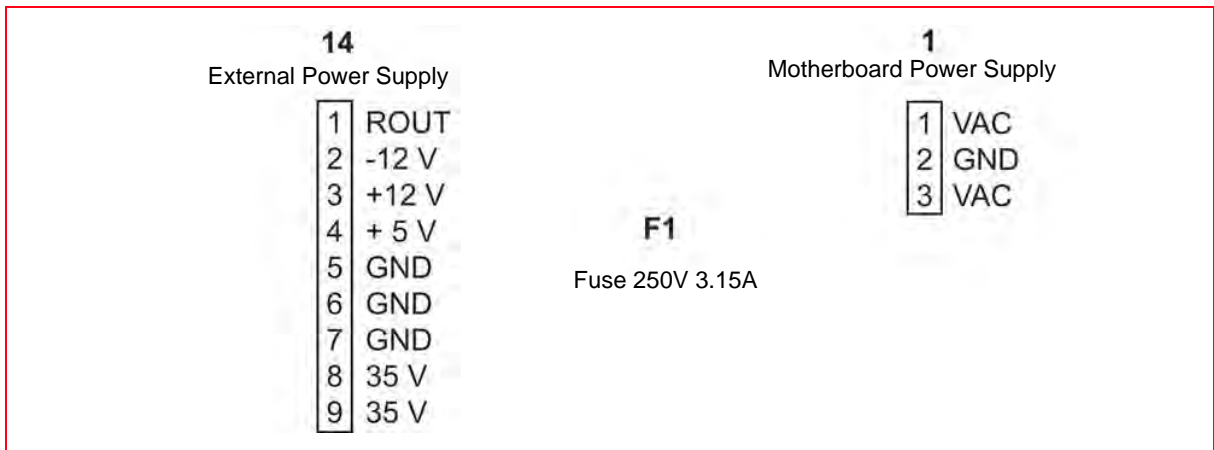 14
External Power Supply
1 ROUT
2 -12 V
3 +12 V
4 + 5 V
5 GND
6 GND
7 GND
8 35 V
9 35 V
F1
Fuse 250V 3.15A
1
Motherboard Power Supply
1 VAC
2 GND
3 VAC